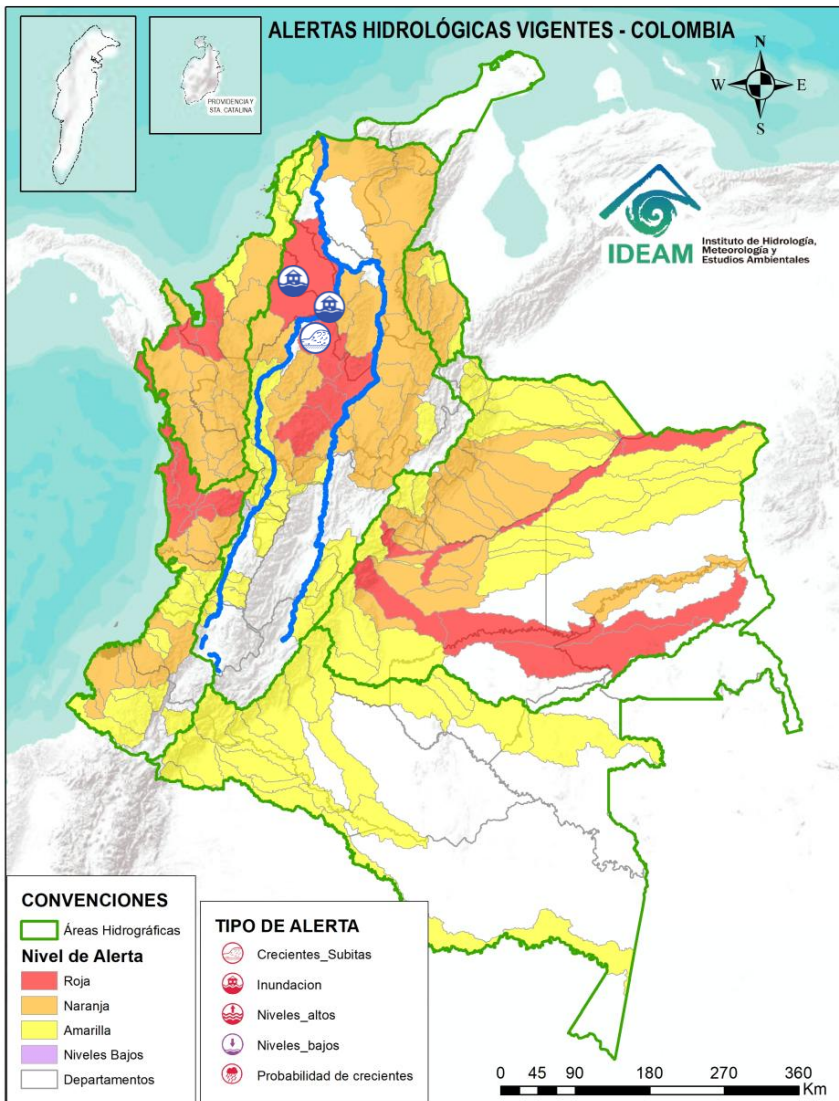 ALERTAS HIDROLÓGICAS VIGENTES - COLOMBIA
PROVIDENCIA Y
STA. CATALINA
N
W
E
S
IDEAM
Instituto de Hidrología,
Meteorología y
Estudios Ambientales
CONVENCIONES
Áreas Hidrográficas
Nivel de Alerta
Roja
Naranja
Amarilla
Niveles Bajos
Departamentos
TIPO DE ALERTA
Crecientes_Subitas
Inundacion
Niveles_altos
Niveles_bajos
Probabilidad de crecientes
0 45 90 180 270 360
Km